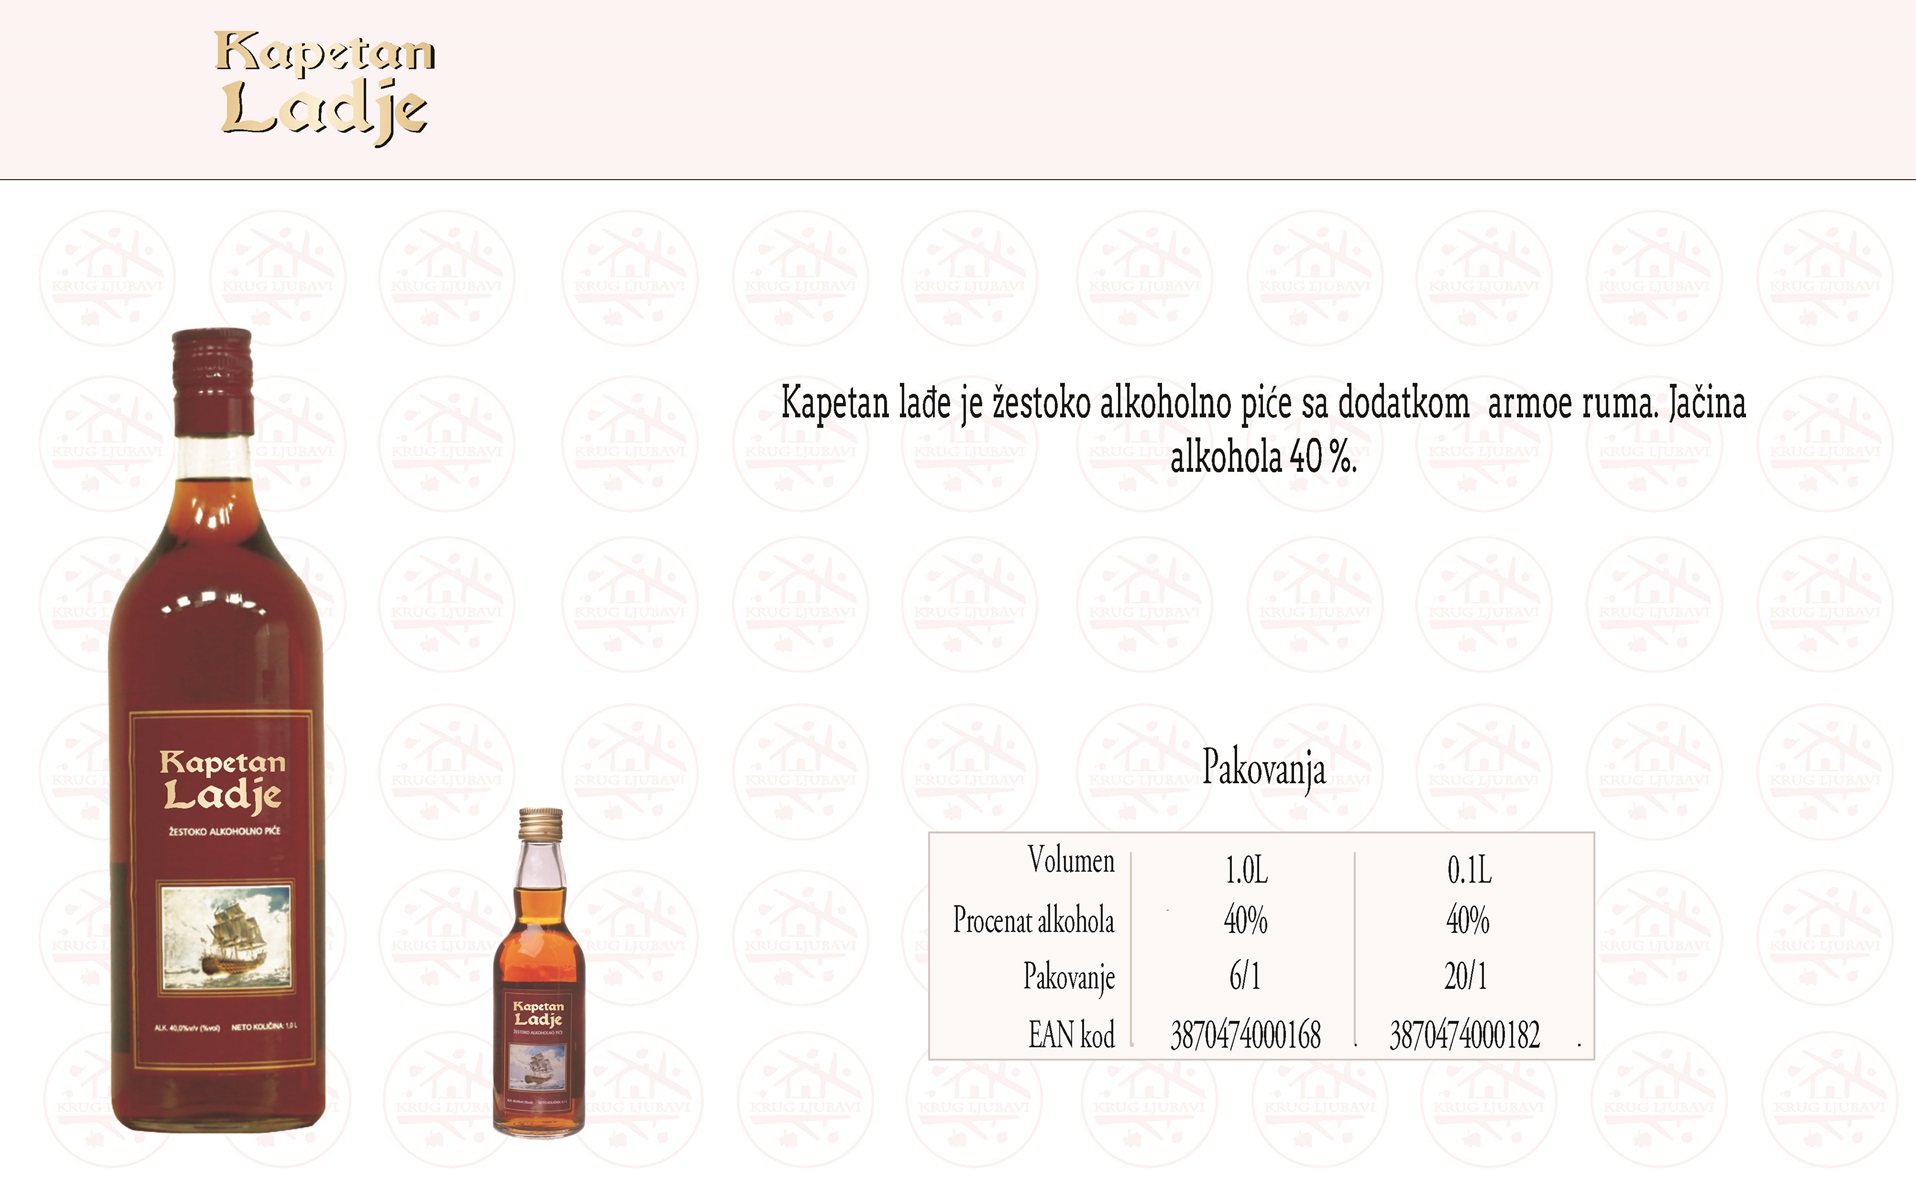 Kapetan
Ladje
Kapetan lađe je žestoko alkoholno piće sa dodatkom armoe ruma. Jačina
alkohola 40 %.
Kapetan
Ladje
ŽESTOKO ALKOHOLNO PIĆE
ALK. 40,0%v/v (%vol) NETO KOLIČINA: 1,0 L
Kapetan
Ladje
ŽESTOKO ALKOHOLNO PIĆE
Pakovanja
Volumen 1.0L 0.1L
Procenat alkohola 40% 40%
Pakovanje 6/1 20/1
EAN kod 3870474000168 3870474000182
KRUG LJUBAVI